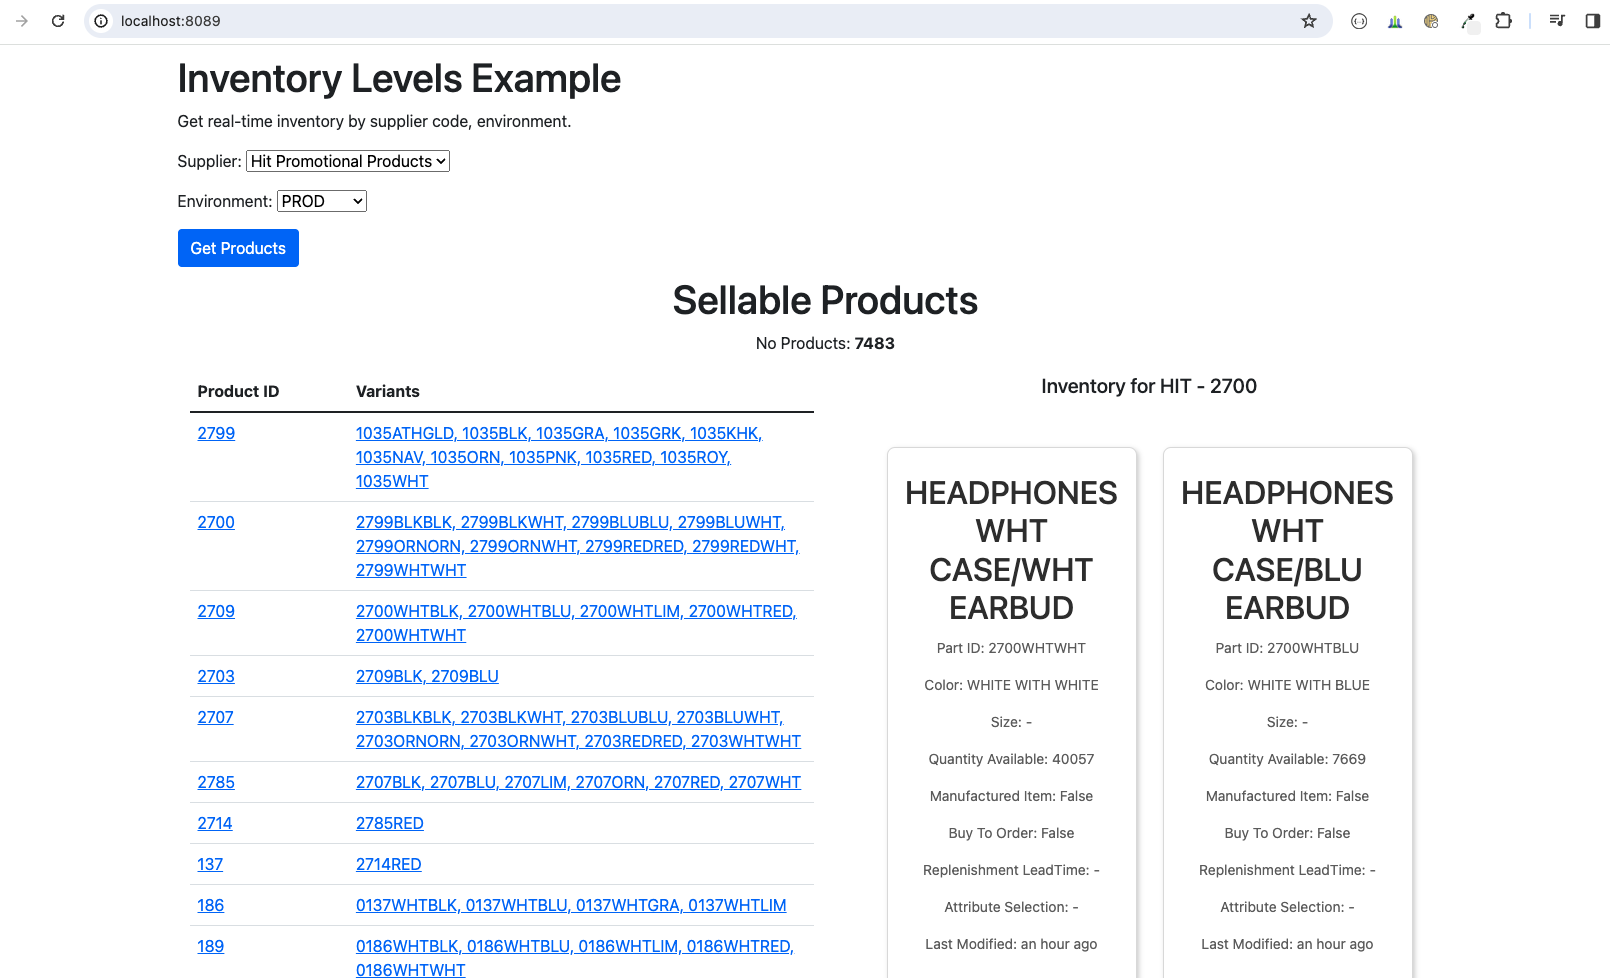 localhost:8089
Inventory Levels Example
Get real-time inventory by supplier code, environment.
Supplier: Hit Promotional Products
Environment: PROD
Get Products
Sellable Products
No Products: 7483
Product ID Variants
2799 1035ATHGLD, 1035BLK, 1035GRA, 1035GRK, 1035KHK,
1035NAV, 1035ORN, 1035PNK, 1035RED, 1035ROY,
1035WHT
2700 2799BLKBLK, 2799BLKWHT, 2799BLUBLU, 2799BLUWHT,
2799ORNORN, 2799ORNWHT, 2799REDRED, 2799REDWHT,
2799WHTWHT
2709 2700WHTBLK, 2700WHTBLU, 2700WHTLIM, 2700WHTRED,
2700WHTWHT
2703 2709BLK, 2709BLU
2707 2703BLKBLK, 2703BLKWHT, 2703BLUBLU, 2703BLUWHT,
2703ORNORN, 2703ORNWHT, 2703REDRED, 2703WHTWHT
2785 2707BLK, 2707BLU, 2707LIM, 2707ORN, 2707RED, 2707WHT
2714 2785RED
137 2714RED
186 0137WHTBLK, 0137WHTBLU, 0137WHTGRA, 0137WHTLIM
189 0186WHTBLK, 0186WHTBLU, 0186WHTLIM, 0186WHTRED,
0186WHTWHT
Inventory for HIT - 2700
HEADPHONES
WHT
CASE/WHT
EARBUD
Part ID: 2700WHTWHT
Color: WHITE WITH WHITE
Size: -
Quantity Available: 40057
Manufactured Item: False
Buy To Order: False
Replenishment LeadTime: -
Attribute Selection: -
Last Modified: an hour ago
HEADPHONES
WHT
CASE/BLU
EARBUD
Part ID: 2700WHTBLU
Color: WHITE WITH BLUE
Size: -
Quantity Available: 7669
Manufactured Item: False
Buy To Order: False
Replenishment LeadTime: -
Attribute Selection: -
Last Modified: an hour ago